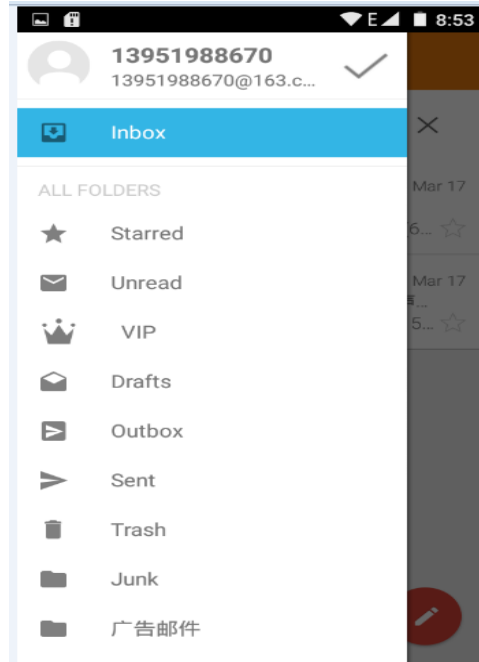 E 8:53
13951988670
13951988670@163.c...
Inbox
ALL FOLDERS
Mar 17
Starred
6...
Unread
Mar 17
VIP
5...
Drafts
Outbox
Sent
Trash
Junk
广告邮件